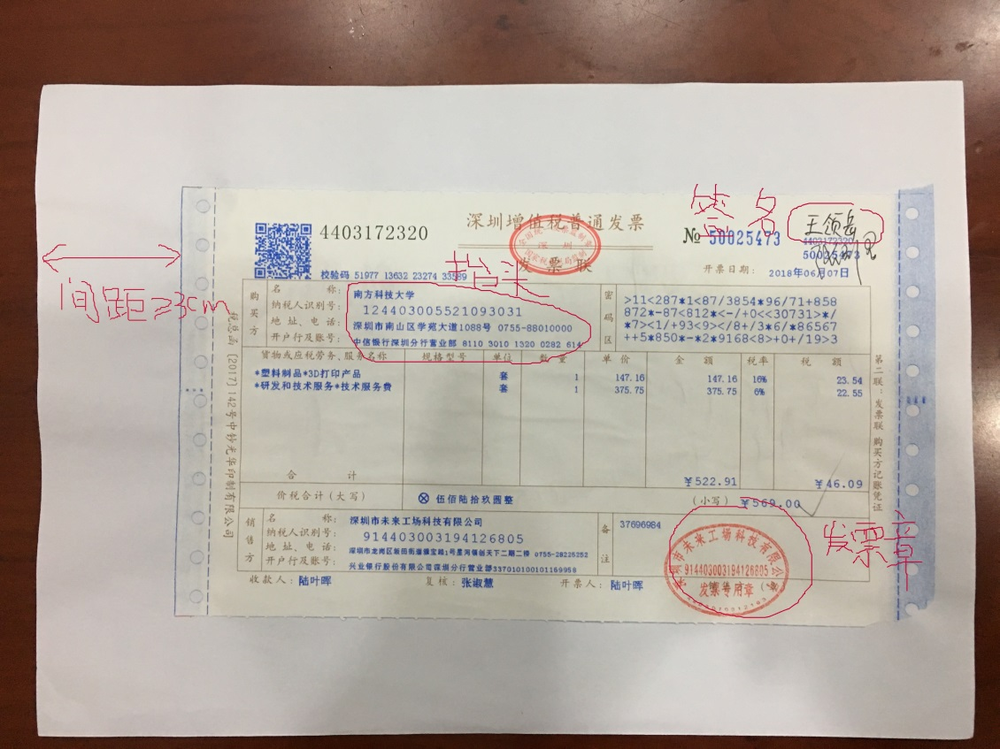 深圳增值税普通发票
发票联
4403172320
№ 50025473
4403172320
50025473
签名
王领岳
校验码 51977 13632 23274 33589
抬头
开票日期： 2018年06月07日
间距≥3cm
税总函〔2017〕142号中钞光华印制有限公司
购买方
名称：南方科技大学
纳税人识别号：124403005521093031
地址、电话：深圳市南山区学苑大道1088号 0755-88010000
开户行及账号：中信银行深圳分行营业部 8110 3010 1320 0282 614
密码区
>11<287*1<87/3854*96/71+858
872*-87<812*<-/+0<<30731>*/
*7><1/+93<9></8+/3*6/*86567
++5*850*-*2*9168<8>+0+/19>3
货物或应税劳务、服务名称 规格型号 单位 数量 单价 金额 税率 税额
*塑料制品*3D打印产品 套 1 147.16 147.16 16% 23.54
*研发和技术服务*技术服务费 套 1 375.75 375.75 6% 22.55
合计 ￥522.91 ￥46.09
价税合计（大写） ⊗ 伍佰陆拾玖圆整 （小写） ￥569.00
第二联：发票联 购买方记账凭证
销售方
名称：深圳市未来工场科技有限公司
纳税人识别号：914403003194126805
地址、电话：深圳市龙岗区坂田街道雅宝路1号星河领创天下二期二楼 0755-28225252
开户行及账号：兴业银行股份有限公司深圳分行营业部337010100101169959
备注
37696984
深圳市未来工场科技有限公司
914403003194126805
发票专用章
发票章
收款人：陆叶晖 复核：张淑慧 开票人：陆叶晖